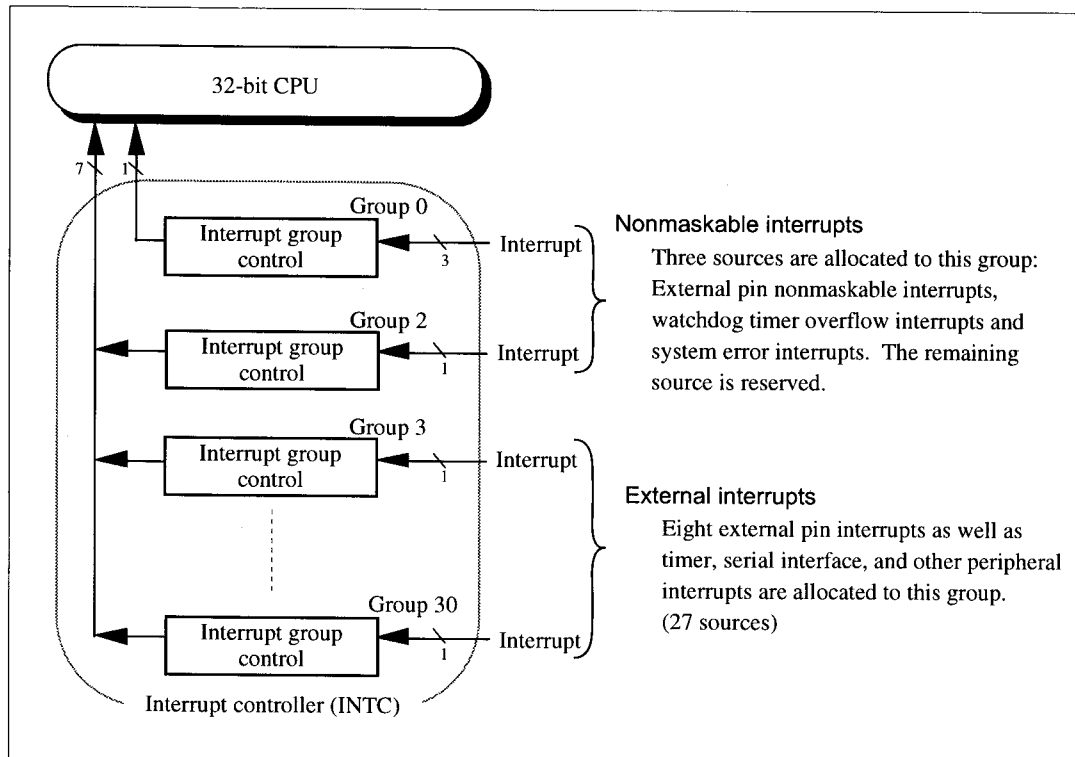 32-bit CPU
7
1
Group 0
Interrupt group
control
3
Interrupt
Group 2
Interrupt group
control
1
Interrupt
Nonmaskable interrupts
Three sources are allocated to this group:
External pin nonmaskable interrupts,
watchdog timer overflow interrupts and
system error interrupts. The remaining
source is reserved.
Group 3
Interrupt group
control
1
Interrupt
External interrupts
Eight external pin interrupts as well as
timer, serial interface, and other peripheral
interrupts are allocated to this group.
(27 sources)
Group 30
Interrupt group
control
1
Interrupt
Interrupt controller (INTC)